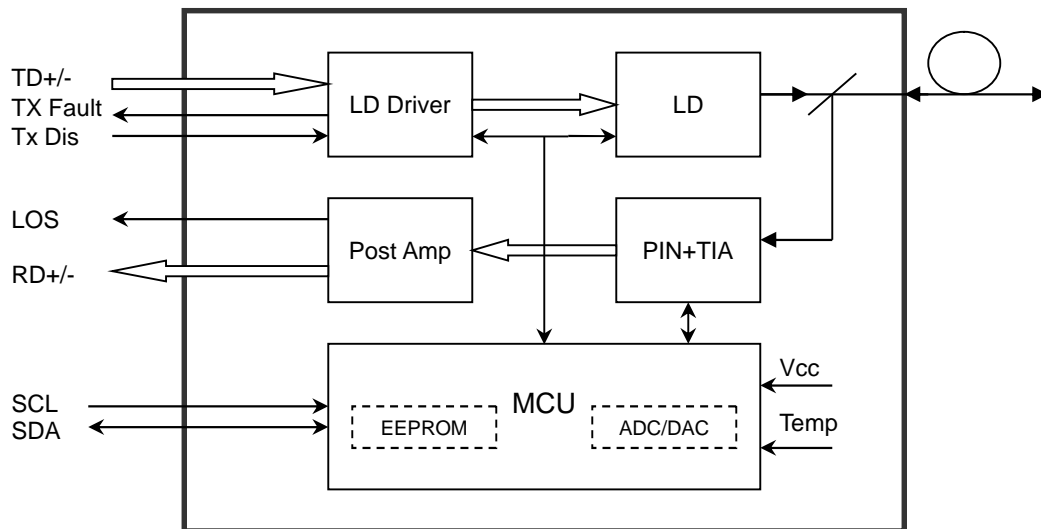 TD+/-
TX Fault
Tx Dis
LD Driver
LD
LOS
RD+/-
Post Amp
PIN+TIA
SCL
SDA
MCU
EEPROM
ADC/DAC
Vcc
Temp